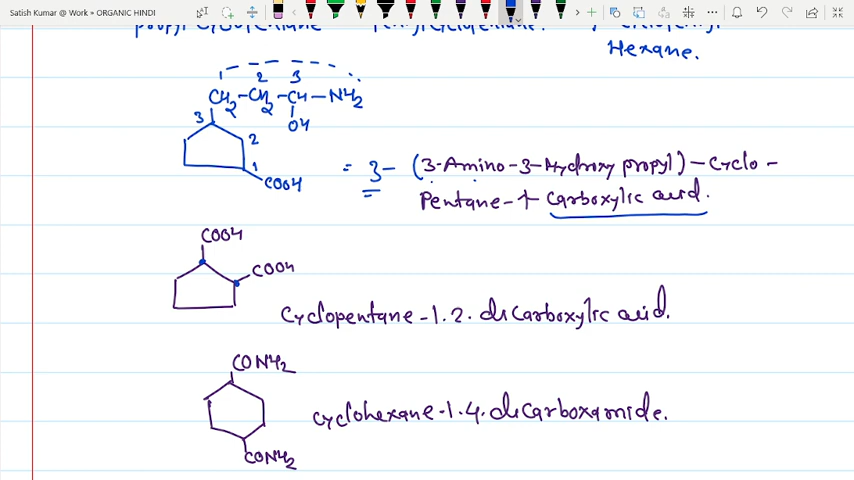 Satish Kumar @ Work » ORGANIC HINDI
Hexane.
2 3
CH2-CH2-CH-NH2
3 OH
2
1
COOH
= 3- (3-Amino-3-Hydroxy propyl)-Cyclo-
Pentane-1 Carboxylic acid.
COOH
COOH
Cyclopentane-1.2. dicarboxylic acid.
CONH2
Cyclohexane-1.4. dicarboxamide.
CONH2